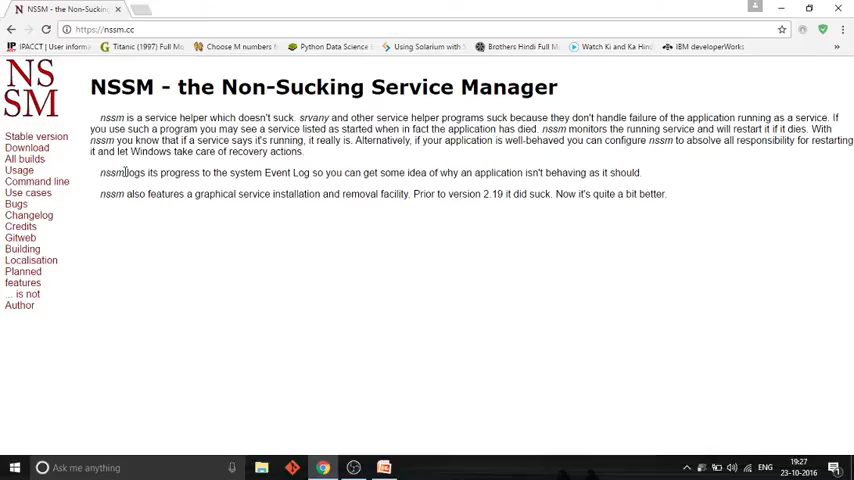 NSSM - the Non-Sucking
https://nssm.cc
IPACCT | User inform
Titanic (1997) Full Mo
Choose M numbers f
Python Data Science
Using Solarium with S
Brothers Hindi Full M
Watch Ki and Ka Hind
IBM developerWorks
NS
SM
Stable version
Download
All builds
Usage
Command line
Use cases
Bugs
Changelog
Credits
Gitweb
Building
Localisation
Planned
features
... is not
Author
NSSM - the Non-Sucking Service Manager
nssm is a service helper which doesn't suck. srvany and other service helper programs suck because they don't handle failure of the application running as a service. If
you use such a program you may see a service listed as started when in fact the application has died. nssm monitors the running service and will restart it if it dies. With
nssm you know that if a service says it's running, it really is. Alternatively, if your application is well-behaved you can configure nssm to absolve all responsibility for restarting
it and let Windows take care of recovery actions.
nssm logs its progress to the system Event Log so you can get some idea of why an application isn't behaving as it should.
nssm also features a graphical service installation and removal facility. Prior to version 2.19 it did suck. Now it's quite a bit better.
Ask me anything
ENG
19:27
23-10-2016